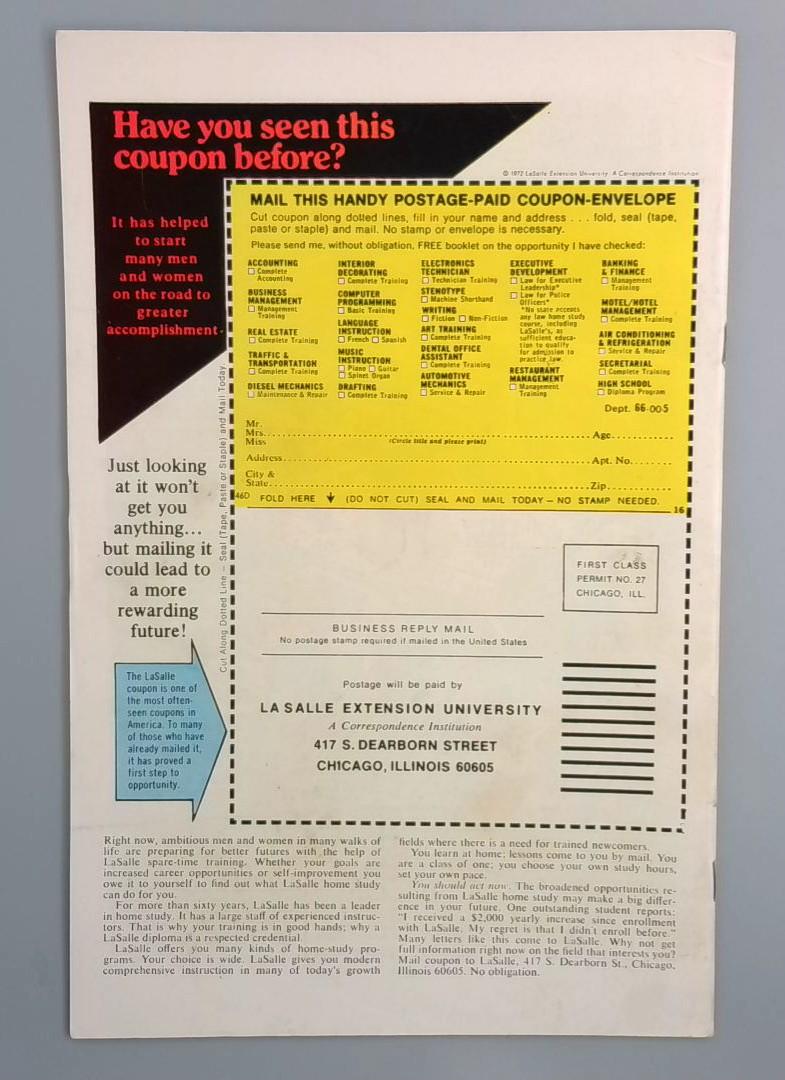 Have you seen this
coupon before?
© 1972 LaSalle Extension University. A Correspondence Institution
It has helped
to start
many men
and women
on the road to
greater
accomplishment.
MAIL THIS HANDY POSTAGE-PAID COUPON-ENVELOPE
Cut coupon along dotted lines, fill in your name and address . . . fold, seal (tape,
paste or staple) and mail. No stamp or envelope is necessary.
Please send me, without obligation, FREE booklet on the opportunity I have checked:
ACCOUNTING
Complete
Accounting
BUSINESS
MANAGEMENT
Management
Training
REAL ESTATE
Complete Training
TRAFFIC &
TRANSPORTATION
Complete Training
DIESEL MECHANICS
Maintenance & Repair
INTERIOR
DECORATING
Complete Training
COMPUTER
PROGRAMMING
Basic Training
LANGUAGE
INSTRUCTION
French Spanish
MUSIC
INSTRUCTION
Piano Guitar
Spinet Organ
DRAFTING
Complete Training
ELECTRONICS
TECHNICIAN
Technician Training
STENOTYPE
Machine Shorthand
WRITING
Fiction Non-Fiction
ART TRAINING
Complete Training
DENTAL OFFICE
ASSISTANT
Complete Training
AUTOMOTIVE
MECHANICS
Service & Repair
EXECUTIVE
DEVELOPMENT
Law for Executive
Leadership*
Law for Police
Officers*
*No state accepts
any law home study
course, including
LaSalle's, as
sufficient educa-
tion to qualify
for admission to
practice law.
RESTAURANT
MANAGEMENT
Management
Training
BANKING
& FINANCE
Management
Training
MOTEL/HOTEL
MANAGEMENT
Complete Training
AIR CONDITIONING
& REFRIGERATION
Service & Repair
SECRETARIAL
Complete Training
HIGH SCHOOL
Diploma Program
Dept. 66-005
Mr.
Mrs. Age
Miss (Circle title and please print)
Address Apt. No.
City &
State Zip
46D FOLD HERE (DO NOT CUT) SEAL AND MAIL TODAY – NO STAMP NEEDED. 16
Cut Along Dotted Line – Seal (Tape, Paste or Staple) and Mail Today.
Just looking
at it won't
get you
anything...
but mailing it
could lead to
a more
rewarding
future!
The LaSalle
coupon is one of
the most often-
seen coupons in
America. To many
of those who have
already mailed it,
it has proved a
first step to
opportunity.
FIRST CLASS
PERMIT NO. 27
CHICAGO, ILL.
BUSINESS REPLY MAIL
No postage stamp required if mailed in the United States
Postage will be paid by
LA SALLE EXTENSION UNIVERSITY
A Correspondence Institution
417 S. DEARBORN STREET
CHICAGO, ILLINOIS 60605
Right now, ambitious men and women in many walks of
life are preparing for better futures with the help of
LaSalle spare-time training. Whether your goals are
increased career opportunities or self-improvement you
owe it to yourself to find out what LaSalle home study
can do for you.
For more than sixty years, LaSalle has been a leader
in home study. It has a large staff of experienced instruc-
tors. That is why your training is in good hands; why a
LaSalle diploma is a respected credential.
LaSalle offers you many kinds of home-study pro-
grams. Your choice is wide. LaSalle gives you modern
comprehensive instruction in many of today's growth
fields where there is a need for trained newcomers.
You learn at home; lessons come to you by mail. You
are a class of one; you choose your own study hours,
set your own pace.
You should act now. The broadened opportunities re-
sulting from LaSalle home study may make a big differ-
ence in your future. One outstanding student reports:
"I received a $2,000 yearly increase since enrollment
with LaSalle. My regret is that I didn't enroll before."
Many letters like this come to LaSalle. Why not get
full information right now on the field that interests you?
Mail coupon to LaSalle, 417 S. Dearborn St., Chicago,
Illinois 60605. No obligation.